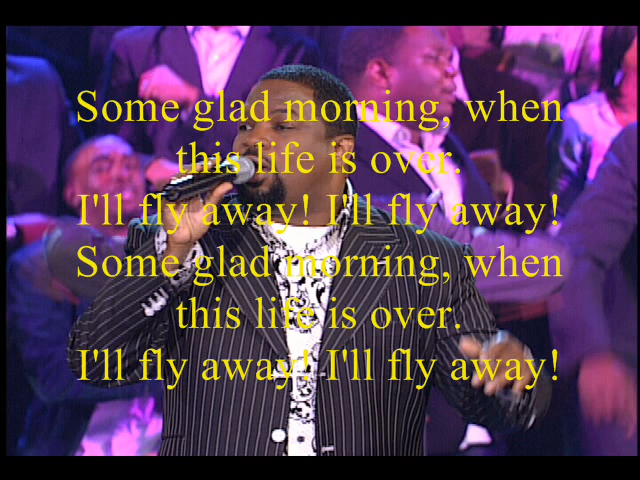 Some glad morning, when
this life is over.
I'll fly away! I'll fly away!
Some glad morning, when
this life is over.
I'll fly away! I'll fly away!